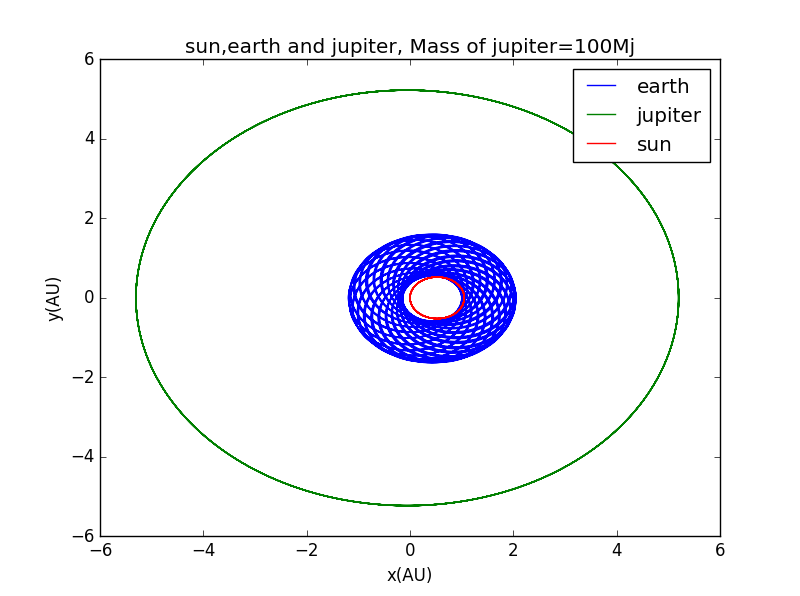 sun,earth and jupiter, Mass of jupiter=100Mj
6
earth
jupiter
sun
4
2
0
−2
−4
−6
y(AU)
−6 −4 −2 0 2 4 6
x(AU)